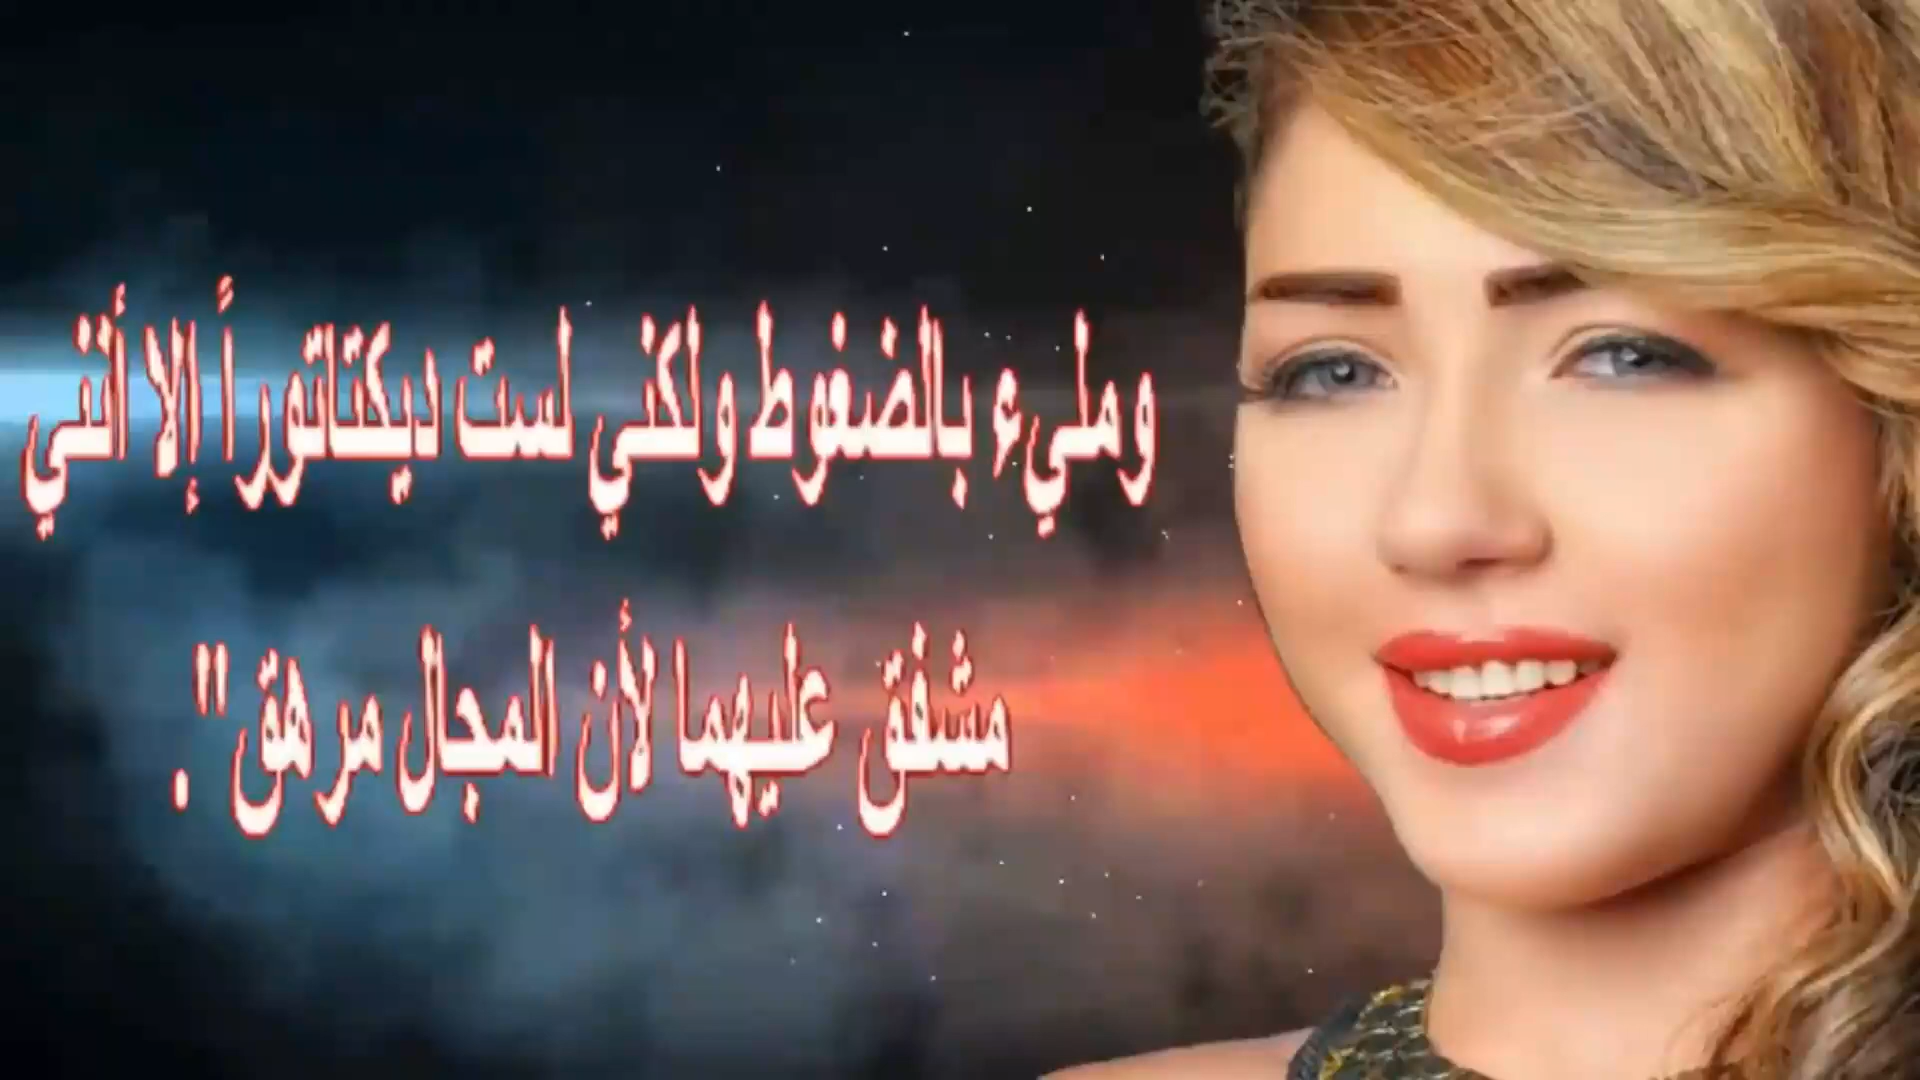 ومليء بالضغوط ولكني لست ديكتاتوراً إلا أنني
مشفق عليهما لأن المجال مرهق".